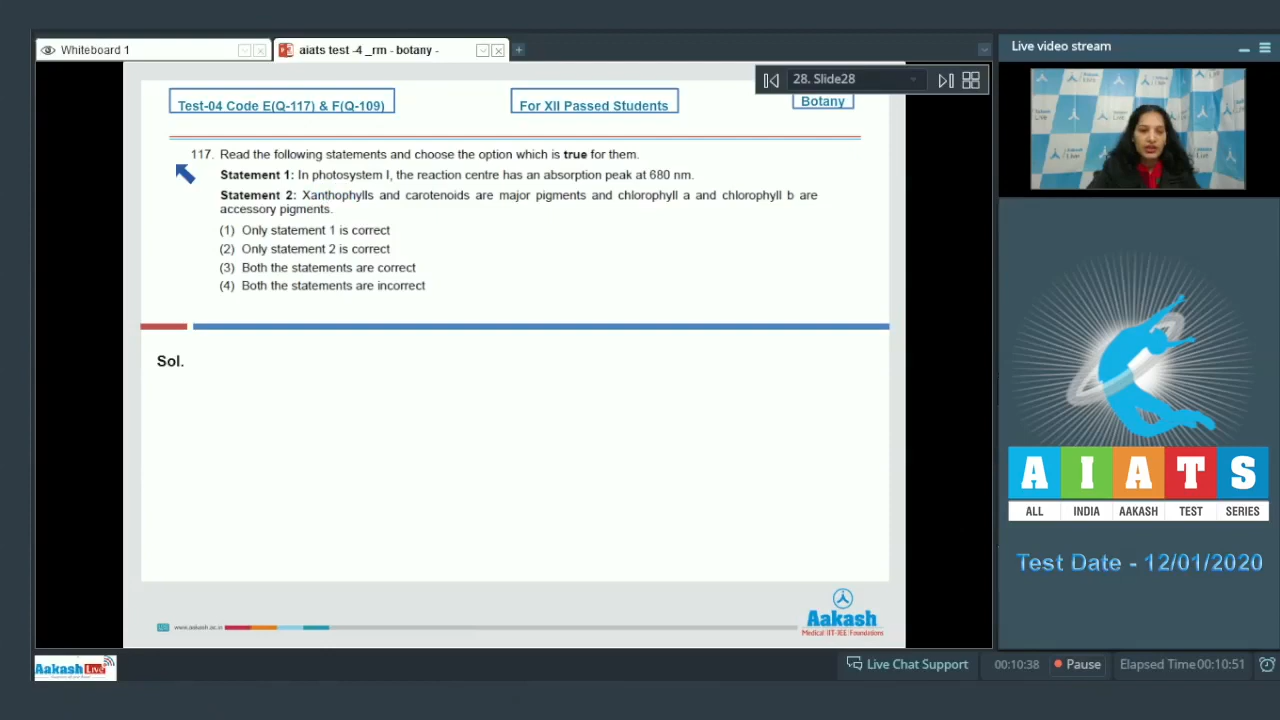 Whiteboard 1
aiats test -4 _rm - botany -
Live video stream
28. Slide28
Test-04 Code E(Q-117) & F(Q-109)
For XII Passed Students
Botany
117. Read the following statements and choose the option which is true for them.
Statement 1: In photosystem I, the reaction centre has an absorption peak at 680 nm.
Statement 2: Xanthophylls and carotenoids are major pigments and chlorophyll a and chlorophyll b are
accessory pigments.
(1) Only statement 1 is correct
(2) Only statement 2 is correct
(3) Both the statements are correct
(4) Both the statements are incorrect
Sol.
A I A T S
ALL INDIA AAKASH TEST SERIES
Test Date - 12/01/2020
www.aakash.ac.in
Aakash
Medical|IIT-JEE|Foundations
Aakash Live
Live Chat Support
00:10:38
Pause
Elapsed Time 00:10:51